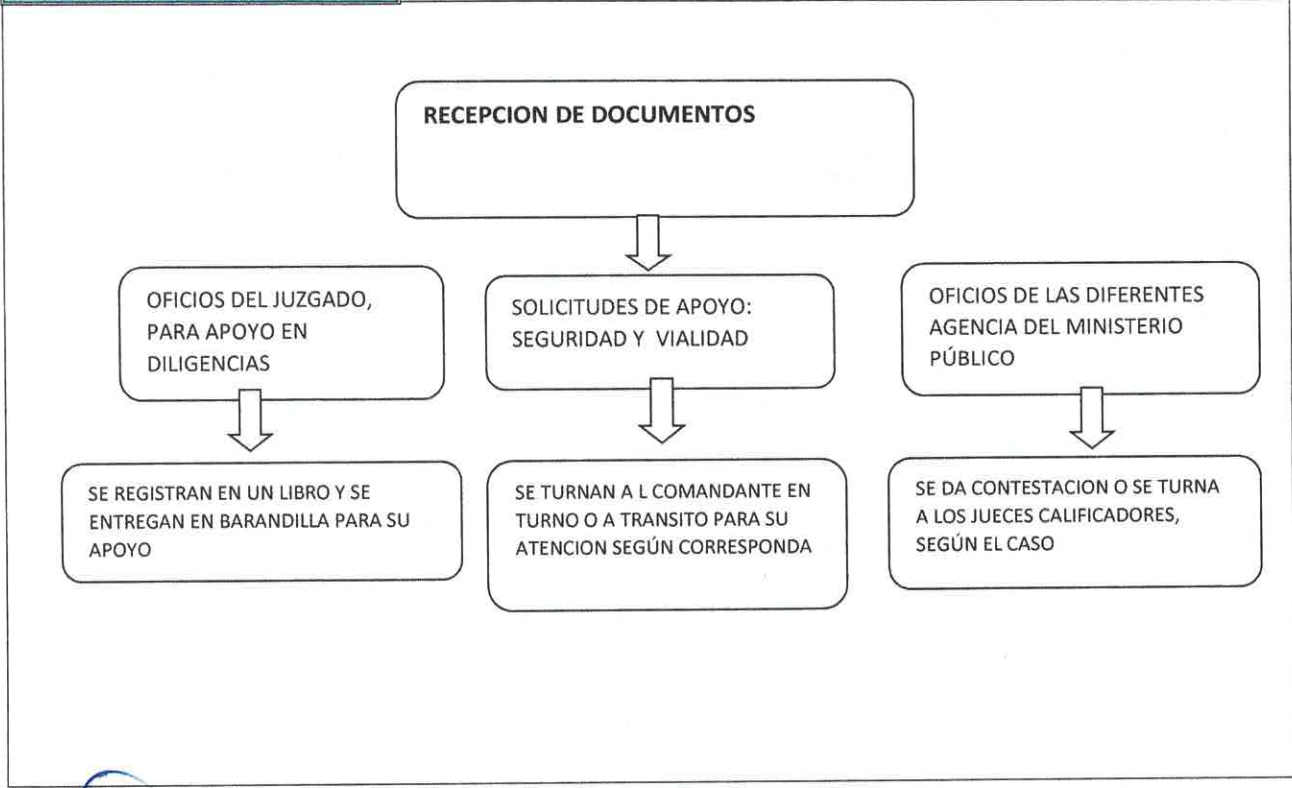 RECEPCION DE DOCUMENTOS
OFICIOS DEL JUZGADO,
PARA APOYO EN
DILIGENCIAS
SOLICITUDES DE APOYO:
SEGURIDAD Y VIALIDAD
OFICIOS DE LAS DIFERENTES
AGENCIA DEL MINISTERIO
PÚBLICO
SE REGISTRAN EN UN LIBRO Y SE
ENTREGAN EN BARANDILLA PARA SU
APOYO
SE TURNAN A L COMANDANTE EN
TURNO O A TRANSITO PARA SU
ATENCION SEGÚN CORRESPONDA
SE DA CONTESTACION O SE TURNA
A LOS JUECES CALIFICADORES,
SEGÚN EL CASO